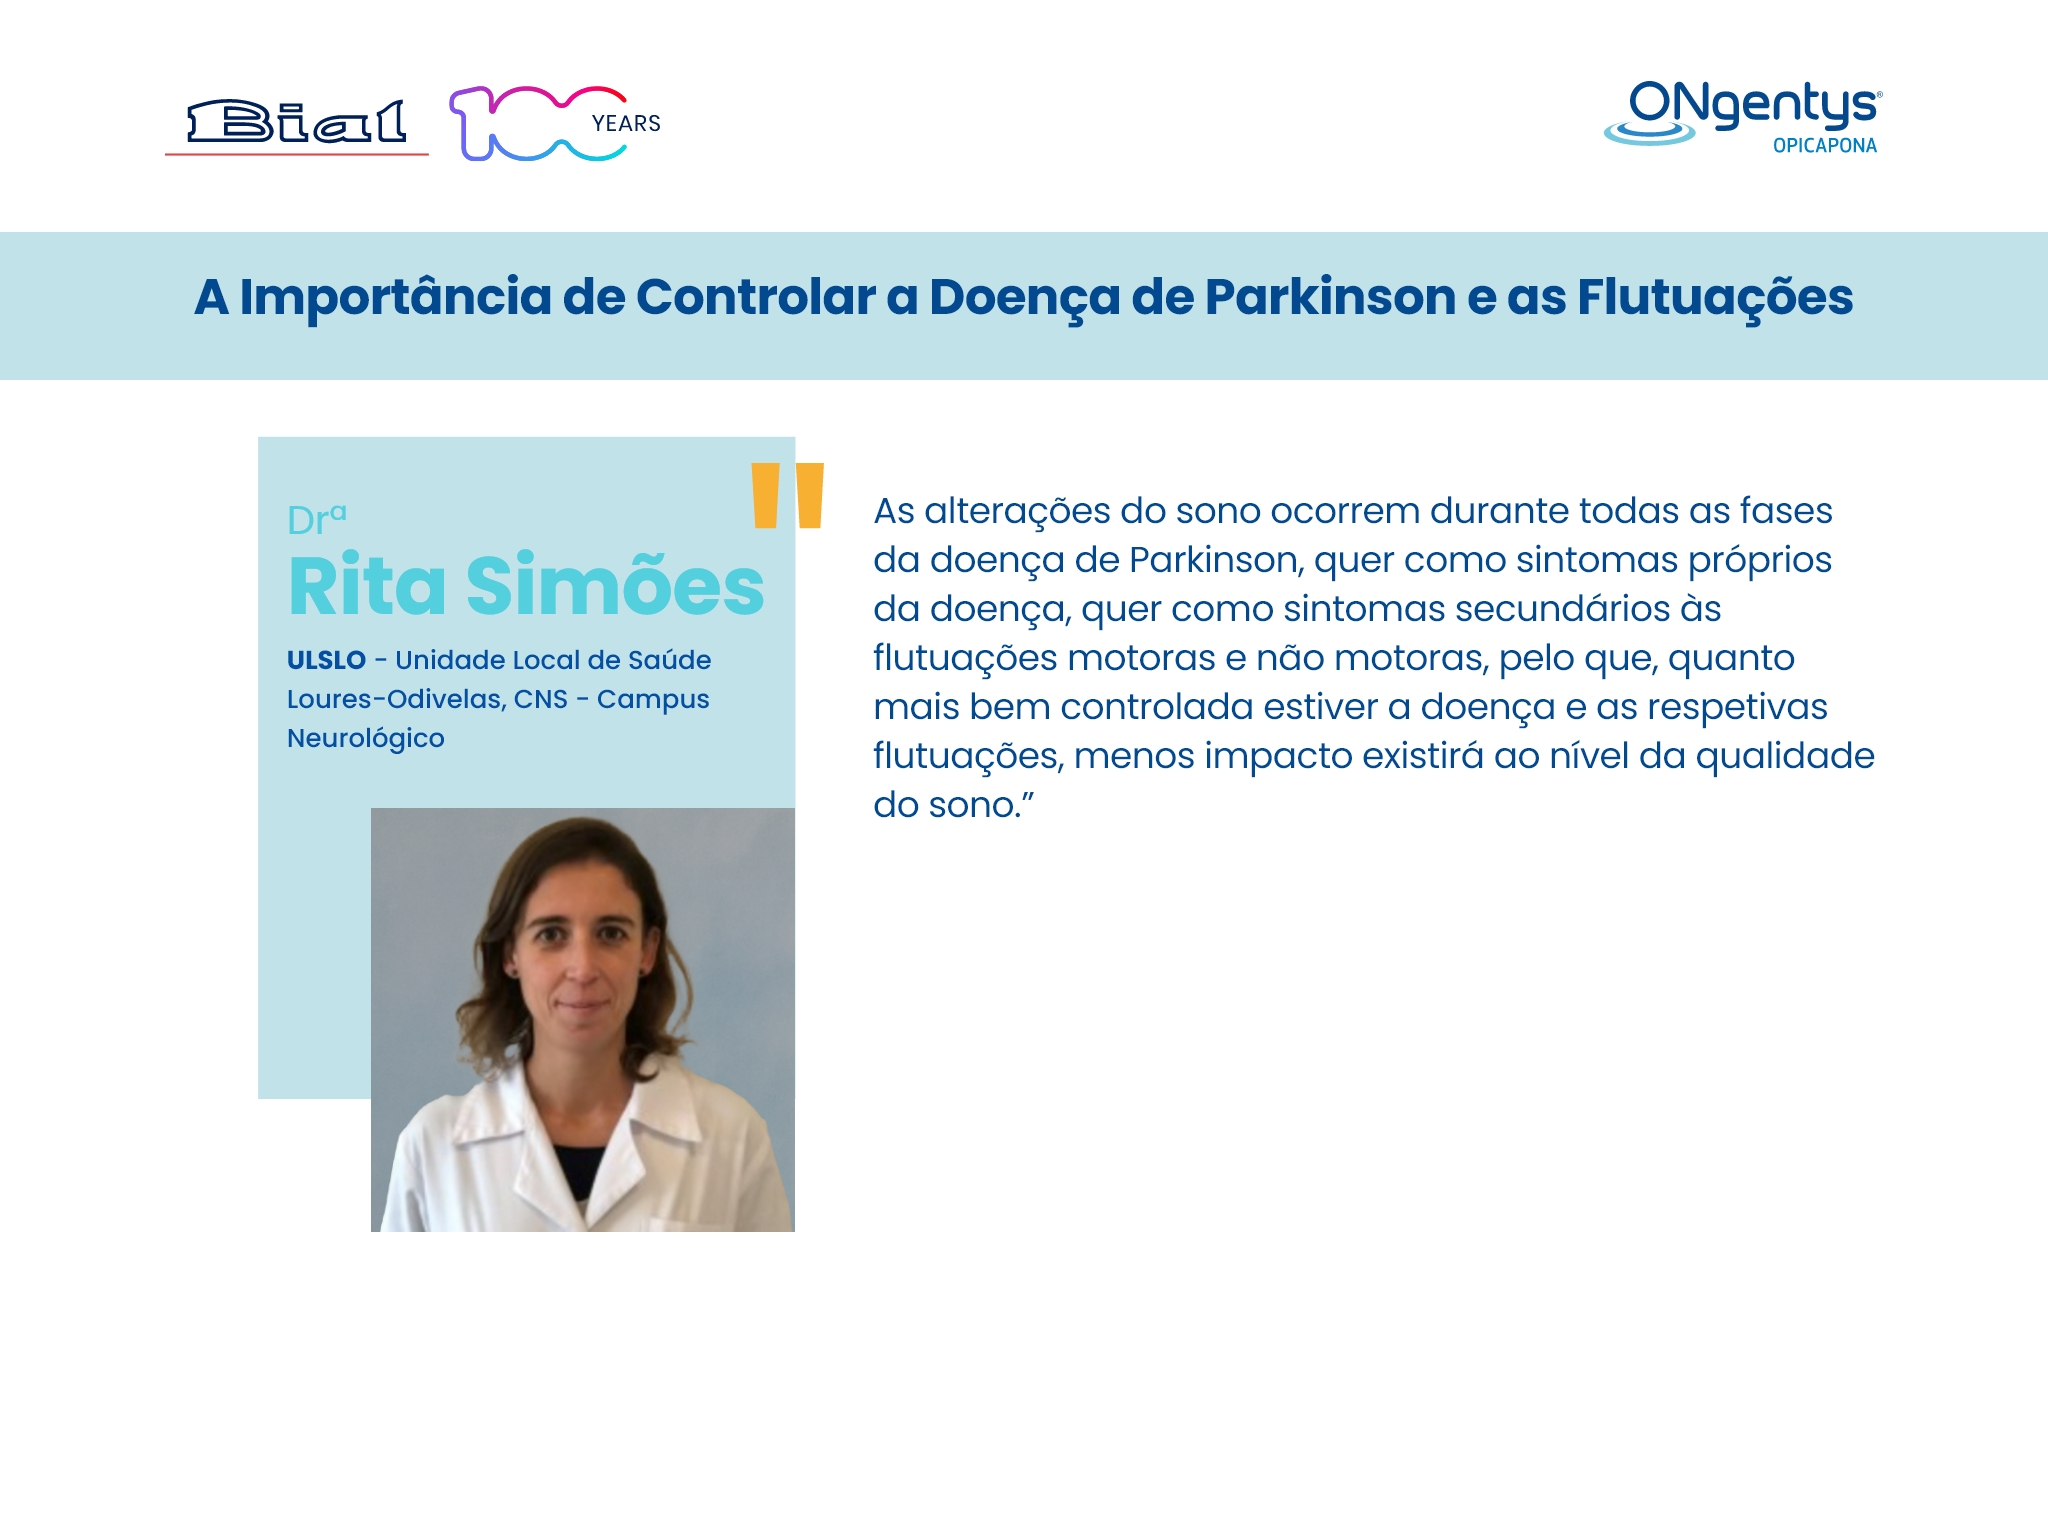 Bial
100 YEARS
ONgentys®
OPICAPONA
A Importância de Controlar a Doença de Parkinson e as Flutuações
Drª
Rita Simões
ULSLO - Unidade Local de Saúde
Loures-Odivelas, CNS - Campus
Neurológico
"
As alterações do sono ocorrem durante todas as fases
da doença de Parkinson, quer como sintomas próprios
da doença, quer como sintomas secundários às
flutuações motoras e não motoras, pelo que, quanto
mais bem controlada estiver a doença e as respetivas
flutuações, menos impacto existirá ao nível da qualidade
do sono.”